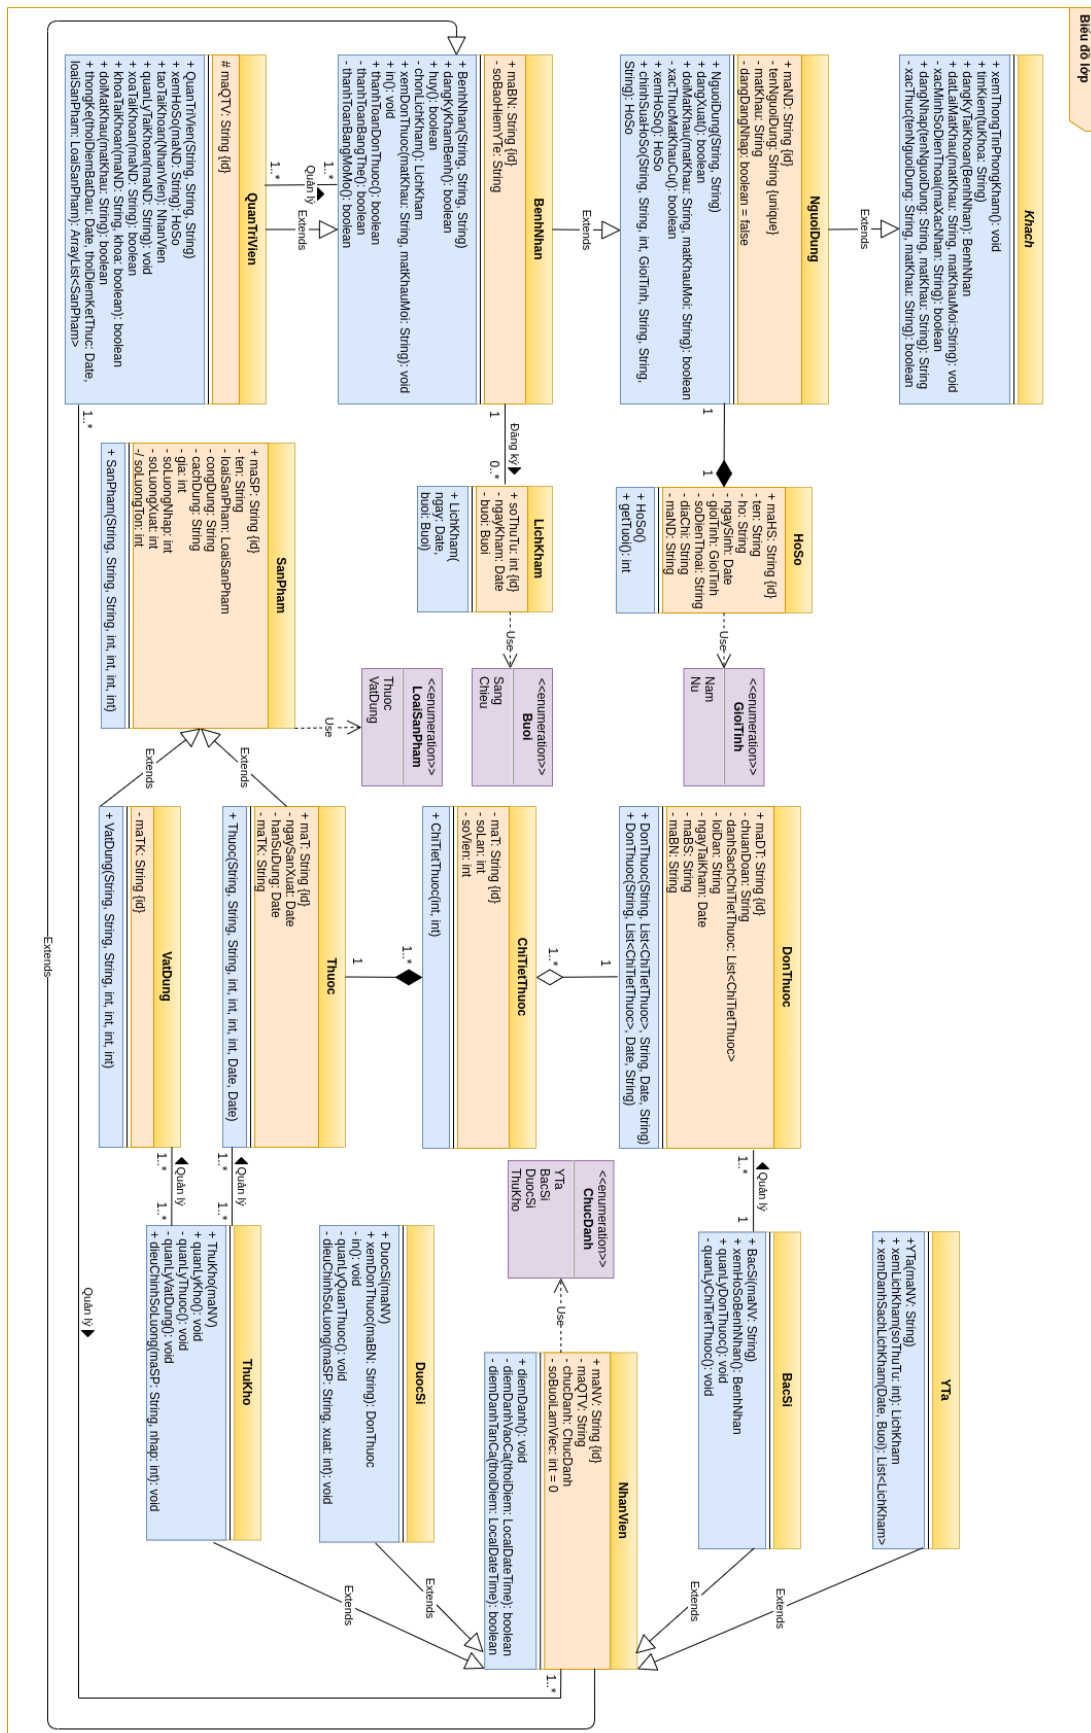 Biểu đồ lớp
Khach
+ xemThongTinPhongKham(): void
+ timKiem(tuKhoa: String)
+ dangKyTaiKhoan(BenhNhan): BenhNhan
+ datLaiMatKhau(matKhau: String, matKhauMoi:String): void
+ xacMinhSoDienThoai(maXacNhan: String): boolean
+ dangNhap(tenNguoiDung: String, matKhau: String): String
- xacThuc(tenNguoiDung: String, matKhau: String): boolean
Extends
NguoiDung
+ maND: String {id}
- tenNguoiDung: String {unique}
- matKhau: String
- dangDangNhap: boolean = false
+ NguoiDung(String, String)
+ dangXuat(): boolean
+ doiMatKhau(matKhau: String, matKhauMoi: String): boolean
- xacThucMatKhauCu(): boolean
+ xemHoSo(): HoSo
+ chinhSuaHoSo(String, String, int, GioiTinh, String, String,
String): HoSo
Extends
BenhNhan
+ maBN: String {id}
- soBaoHiemYTe: String
+ BenhNhan(String, String, String)
+ dangKyKhamBenh(): boolean
- huy(): boolean
- chonLichKham(): LichKham
+ xemDonThuoc(matKhau: String, matKhauMoi: String): void
- in(): void
+ thanhToanDonThuoc(): boolean
- thanhToanBangThe(): boolean
- thanhToanBangMoMo(): boolean
1..*
Quản lý
1..*
Extends
QuanTriVien
# maQTV: String {id}
+ QuanTriVien(String, String, String)
+ xemHoSo(maND: String): HoSo
+ taoTaiKhoan(NhanVien): NhanVien
+ quanLyTaiKhoan(maND: String): void
- xoaTaiKhoan(maND: String): boolean
- khoaTaiKhoan(maND: String, khoa: boolean): boolean
+ doiMatKhau(matKhau: String): boolean
+ thongKe(thoiDiemBatDau: Date, thoiDiemKetThuc: Date,
loaiSanPham: LoaiSanPham): ArrayList<SanPham>
1
1
HoSo
+ maHS: String {id}
- ten: String
- ho: String
- ngaySinh: Date
- gioiTinh: GioiTinh
- soDienThoai: String
- diaChi: String
- maND: String
+ HoSo()
+ getTuoi(): int
Use
<<enumeration>>
GioiTinh
Nam
Nu
1
Đăng ký
0..*
LichKham
+ soThuTu: int {id}
- ngayKham: Date
- buoi: Buoi
+ LichKham(
ngay: Date,
buoi: Buoi)
Use
<<enumeration>>
Buoi
Sang
Chieu
SanPham
+ maSP: String {id}
- ten: String
- loaiSanPham: LoaiSanPham
- congDung: String
- cachDung: String
- gia: int
- soLuongNhap: int
- soLuongXuat: int
-/ soLuongTon: int
+ SanPham(String, String, String, int, int, int, int)
Use
<<enumeration>>
LoaiSanPham
Thuoc
VatDung
Extends
Extends
DonThuoc
+ maDT: String {id}
- chuanDoan: String
- danhSachChiTietThuoc: List<ChiTietThuoc>
- loiDan: String
- ngayTaiKham: Date
- maBS: String
- maBN: String
+ DonThuoc(String, List<ChiTietThuoc>, String, Date, String)
+ DonThuoc(String, List<ChiTietThuoc>, Date, String)
1
1..*
ChiTietThuoc
- maT: String {id}
- soLan: int
- soVien: int
+ ChiTietThuoc(int, int)
1..*
1
Thuoc
+ maT: String {id}
- ngaySanXuat: Date
- hanSuDung: Date
- maTK: String
+ Thuoc(String, String, String, int, int, int, int, Date, Date)
VatDung
- maTK: String {id}
+ VatDung(String, String, String, int, int, int, int)
1..*
Quản lý
1
1..*
Quản lý
1..*
1..*
Quản lý
1..*
YTa
+YTa(maNV: String)
+ xemLichKham(soThuTu: int): LichKham
+ xemDanhSachLichKham(Date, Buoi): List<LichKham>
BacSi
+ BacSi(maNV: String)
+ xemHoSoBenhNhan(): BenhNhan
+ quanLyDonThuoc(): void
- quanLyChiTietThuoc(): void
<<enumeration>>
ChucDanh
YTa
BacSi
DuocSi
ThuKho
Use
DuocSi
+ DuocSi(maNV)
+ xemDonThuoc(maBN: String): DonThuoc
- in(): void
- quanLyQuanThuoc(): void
- dieuChinhSoLuong(maSP: String, xuat: int): void
ThuKho
+ ThuKho(maNV)
+ quanLyKho(): void
- quanLyThuoc(): void
- quanLyVatDung(): void
+ dieuChinhSoLuong(maSP: String, nhap: int): void
NhanVien
+ maNV: String {id}
- maQTV: String
- chucDanh: ChucDanh
- soBuoiLamViec: int = 0
+ diemDanh(): void
- diemDanhVaoCa(thoiDiem: LocalDateTime): boolean
- diemDanhTanCa(thoiDiem: LocalDateTime): boolean
Extends
Extends
Extends
Extends
1..*
Quản lý
1..*
Extends